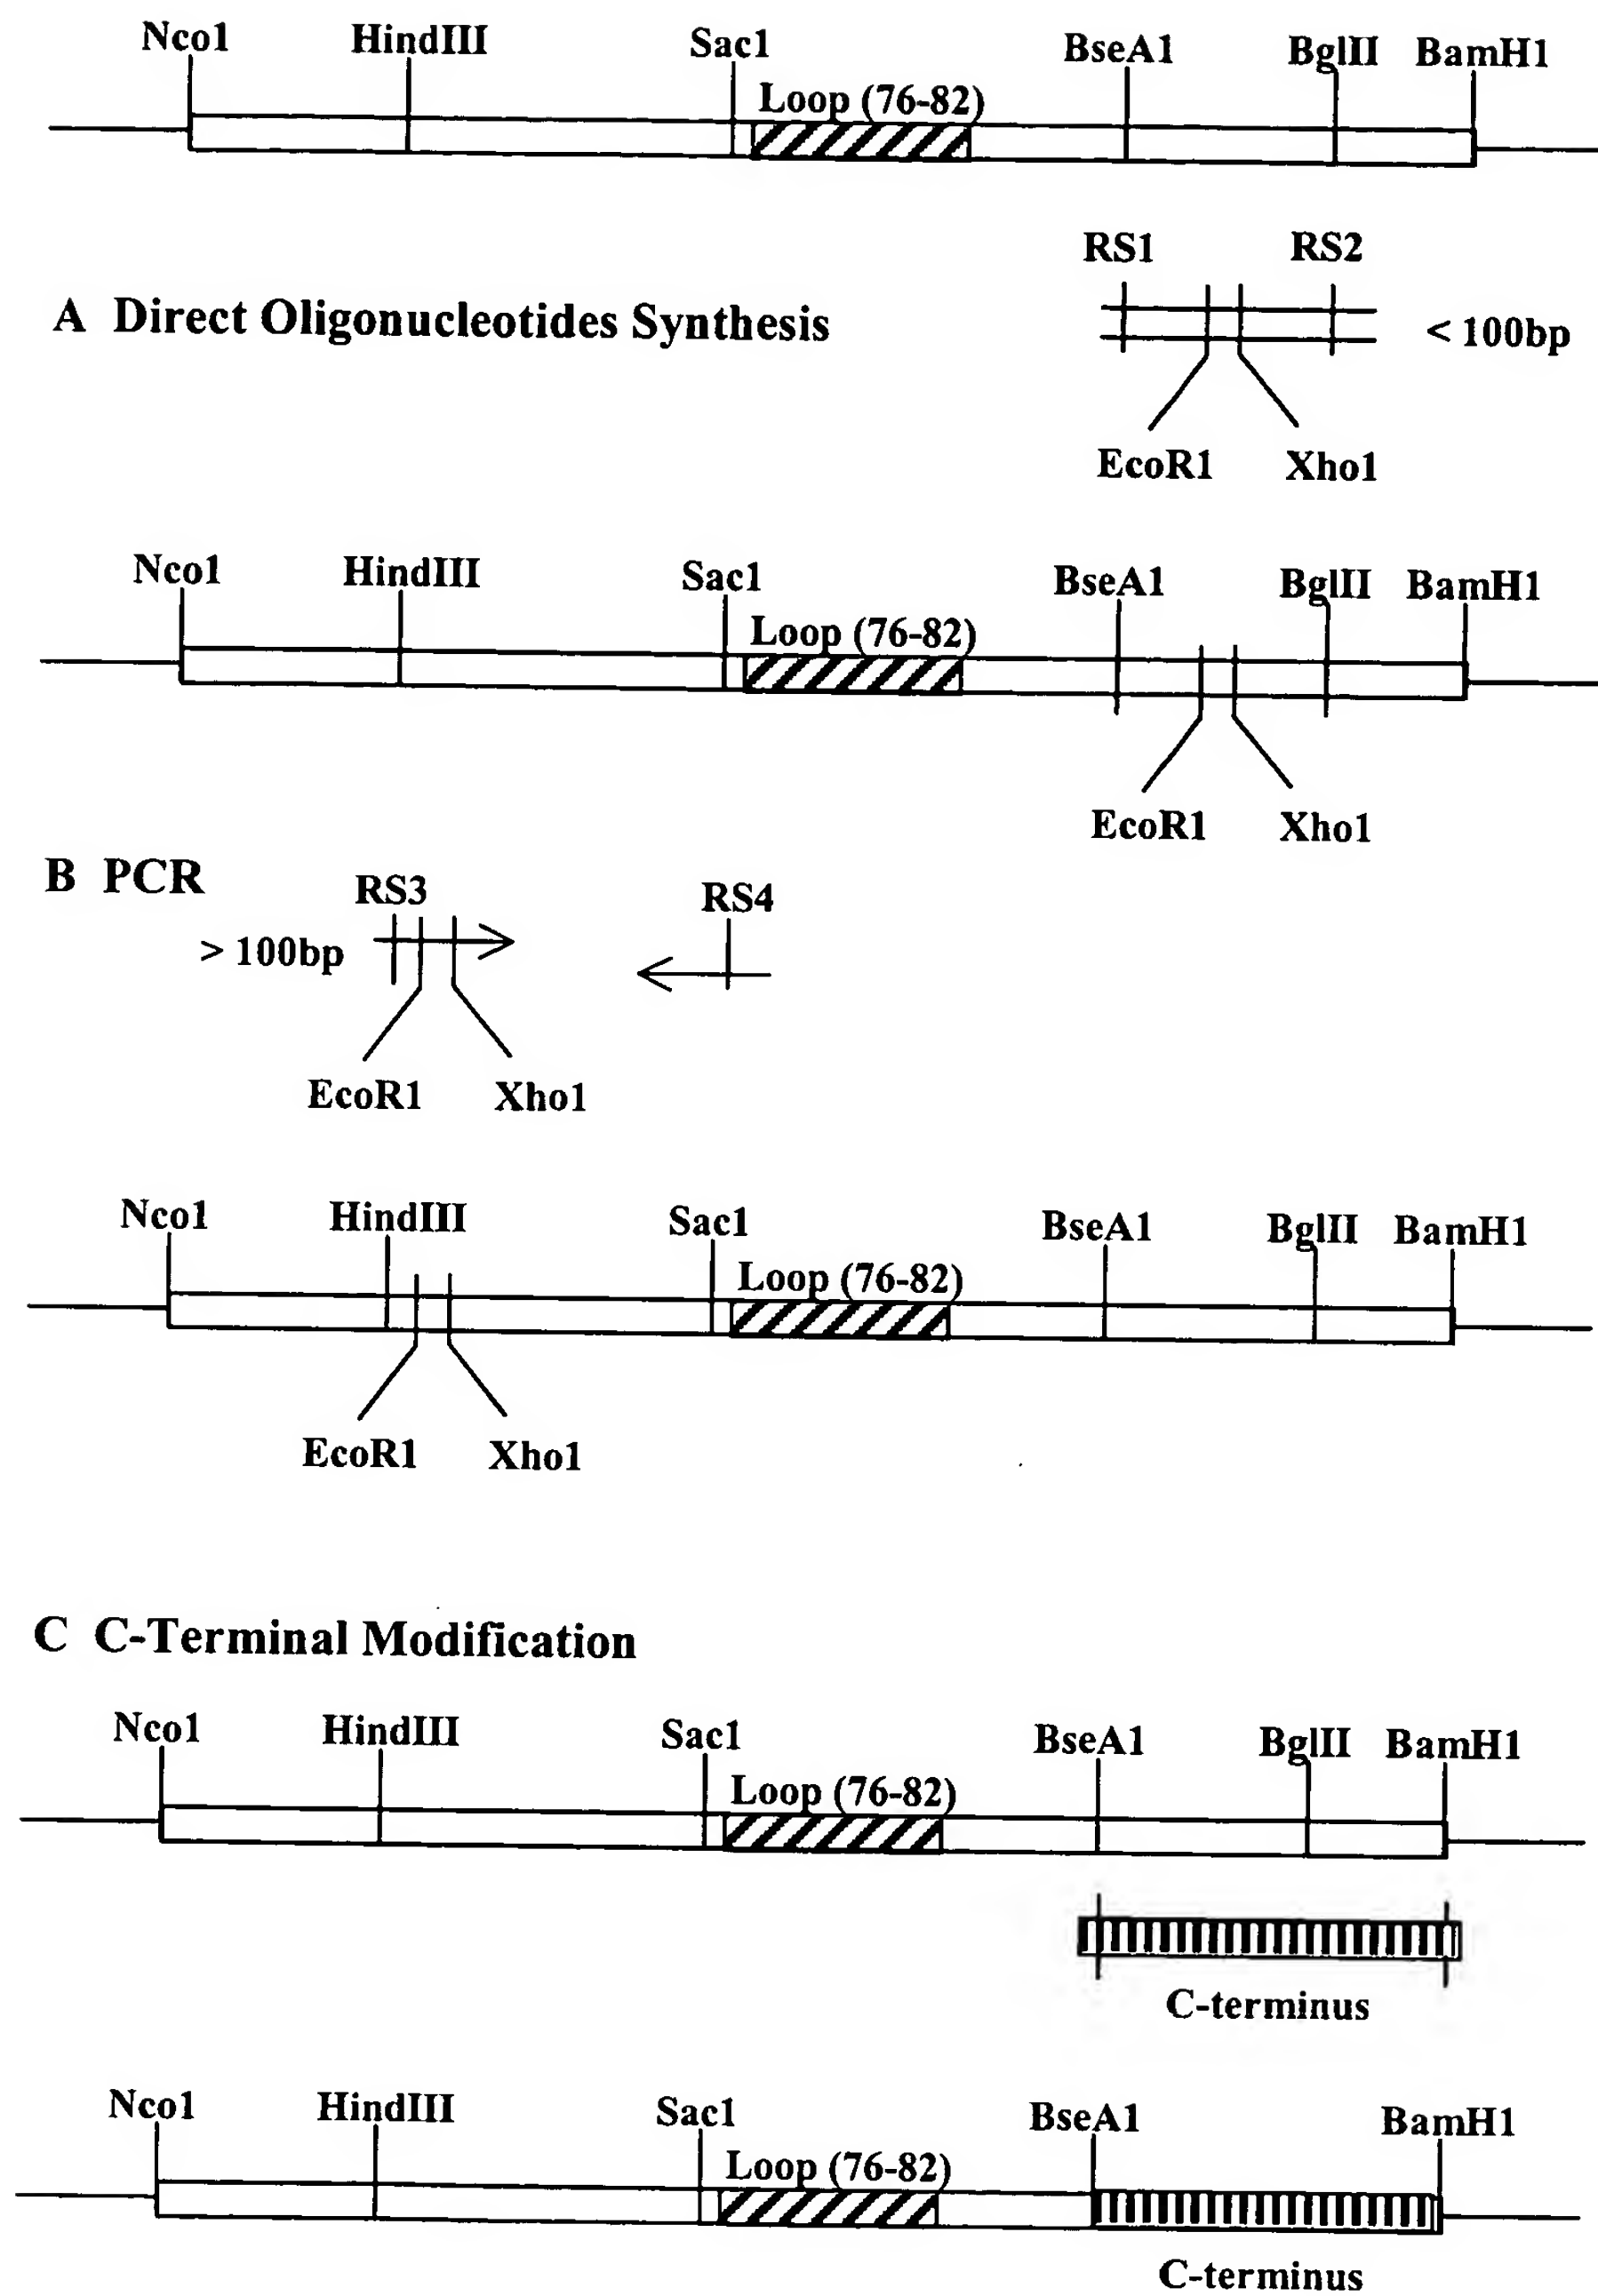 Nco1 HindIII Sac1 BseA1 BglII BamH1
Loop (76-82)
RS1 RS2
A Direct Oligonucleotides Synthesis
< 100bp
EcoR1 Xho1
Nco1 HindIII Sac1 BseA1 BglII BamH1
Loop (76-82)
EcoR1 Xho1
B PCR
RS3 RS4
> 100bp
EcoR1 Xho1
Nco1 HindIII Sac1 BseA1 BglII BamH1
Loop (76-82)
EcoR1 Xho1
C C-Terminal Modification
Nco1 HindIII Sac1 BseA1 BglII BamH1
Loop (76-82)
C-terminus
Nco1 HindIII Sac1 BseA1 BamH1
Loop (76-82)
C-terminus